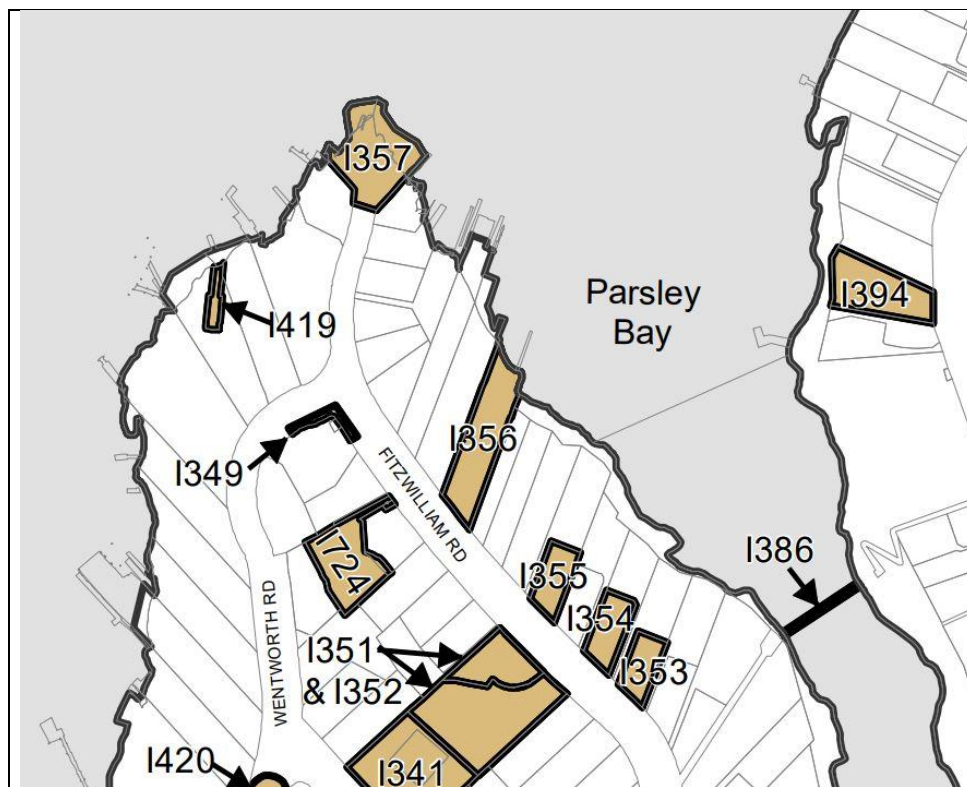 I357
Parsley
Bay
I394
I419
I356
I349
FITZWILLIAM RD
I724
I386
I355
I354
WENTWORTH RD
I351
& I352
I353
I420
I341